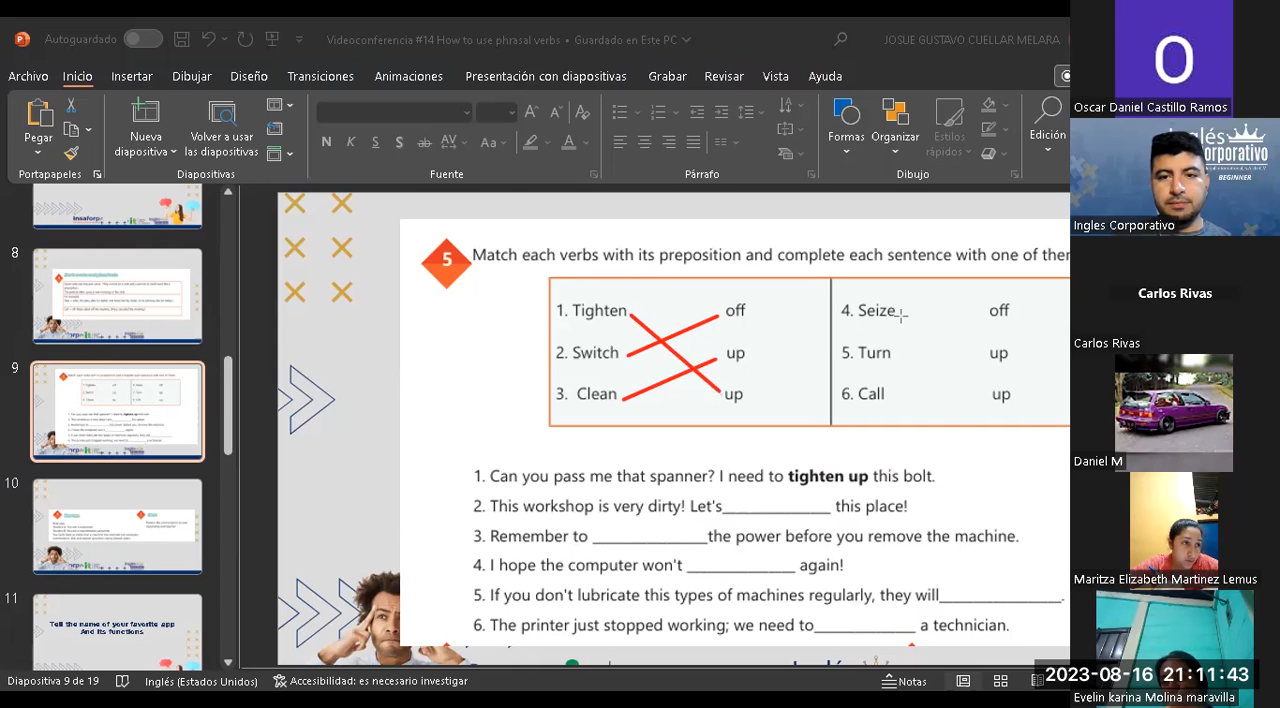 Autoguardado
Videoconferencia #14 How to use phrasal verbs • Guardado en Este PC
JOSUE GUSTAVO CUELLAR MELARA
Archivo Inicio Insertar Dibujar Diseño Transiciones Animaciones Presentación con diapositivas Grabar Revisar Vista Ayuda
Pegar
Nueva diapositiva
Volver a usar las diapositivas
N K S S ab AV Aa A
Formas
Organizar
Estilos rápidos
Edición
Portapapeles
Diapositivas
Fuente
Párrafo
Dibujo
8
9
10
11
Tell the name of your favorite app
And its functions
5
Match each verbs with its preposition and complete each sentence with one of them
1. Tighten off
2. Switch up
3. Clean up
4. Seize off
5. Turn up
6. Call up
1. Can you pass me that spanner? I need to tighten up this bolt.
2. This workshop is very dirty! Let's______________ this place!
3. Remember to ______________the power before you remove the machine.
4. I hope the computer won't ______________ again!
5. If you don't lubricate this types of machines regularly, they will______________.
6. The printer just stopped working; we need to______________ a technician.
Diapositiva 9 de 19
Inglés (Estados Unidos)
Accesibilidad: es necesario investigar
Notas
O
Oscar Daniel Castillo Ramos
Inglés
Corporativo
BEGINNER
Ingles Corporativo
Carlos Rivas
Carlos Rivas
Daniel M
Maritza Elizabeth Martinez Lemus
2023-08-16 21:11:43
Evelin karina Molina maravilla